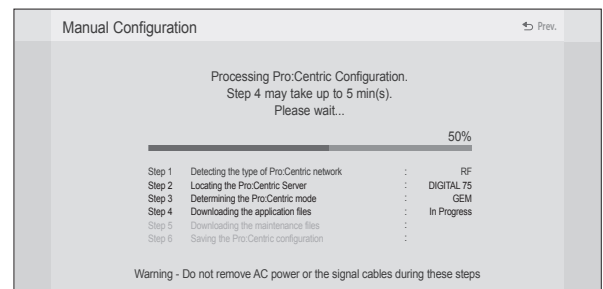 Manual Configuration
Prev.
Processing Pro:Centric Configuration.
Step 4 may take up to 5 min(s).
Please wait...
50%
Step 1 Detecting the type of Pro:Centric network : RF
Step 2 Locating the Pro:Centric Server : DIGITAL 75
Step 3 Determining the Pro:Centric mode : GEM
Step 4 Downloading the application files : In Progress
Step 5 Downloading the maintenance files :
Step 6 Saving the Pro:Centric configuration :
Warning - Do not remove AC power or the signal cables during these steps